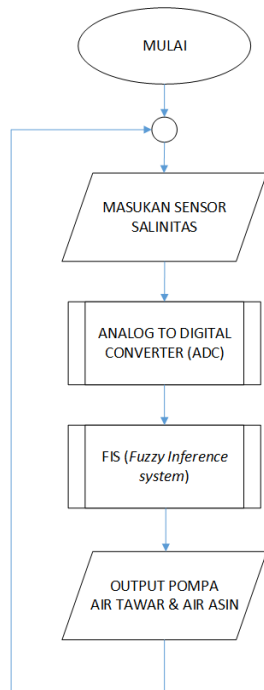 MULAI
MASUKAN SENSOR
SALINITAS
ANALOG TO DIGITAL
CONVERTER (ADC)
FIS (Fuzzy Inference
system)
OUTPUT POMPA
AIR TAWAR & AIR ASIN